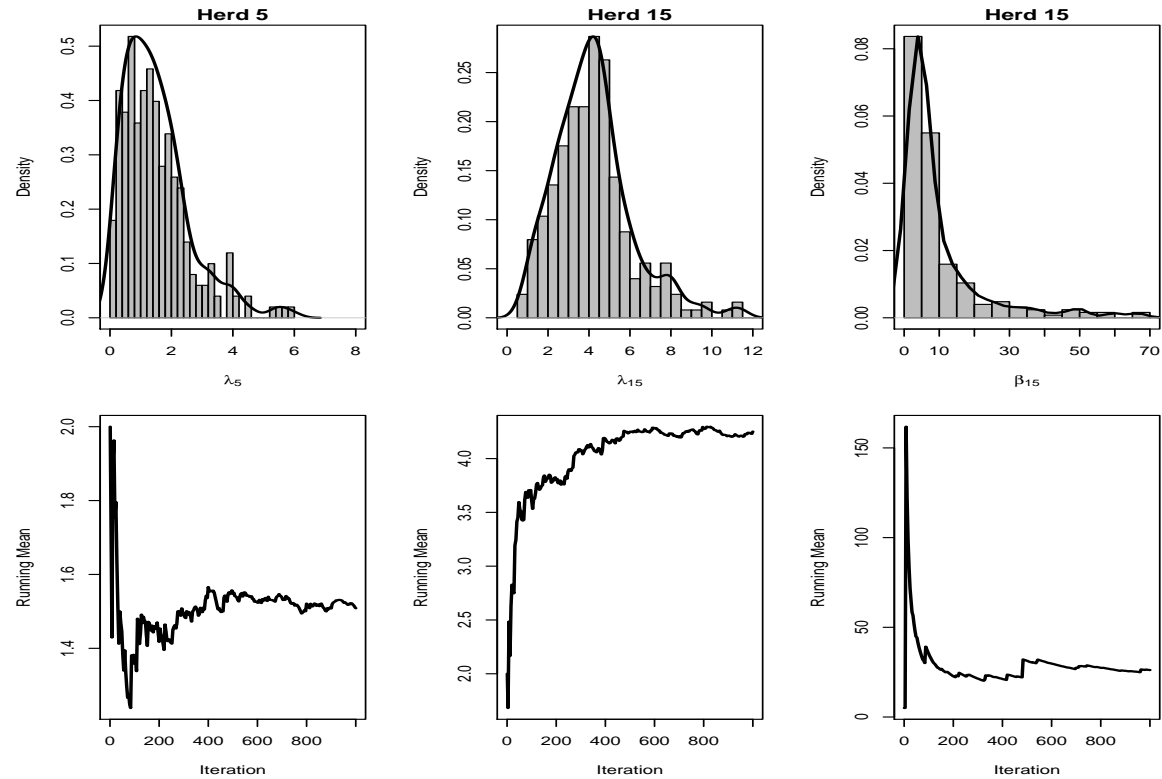 Herd 5
Density
0.0 0.1 0.2 0.3 0.4 0.5
0 2 4 6 8
λ5
Herd 15
Density
0.00 0.05 0.10 0.15 0.20 0.25
0 2 4 6 8 10 12
λ15
Herd 15
Density
0.00 0.02 0.04 0.06 0.08
0 10 30 50 70
β15
Running Mean
1.4 1.6 1.8 2.0
0 200 400 600 800
Iteration
Running Mean
2.0 2.5 3.0 3.5 4.0
0 200 400 600 800
Iteration
Running Mean
0 50 100 150
0 200 400 600 800
Iteration